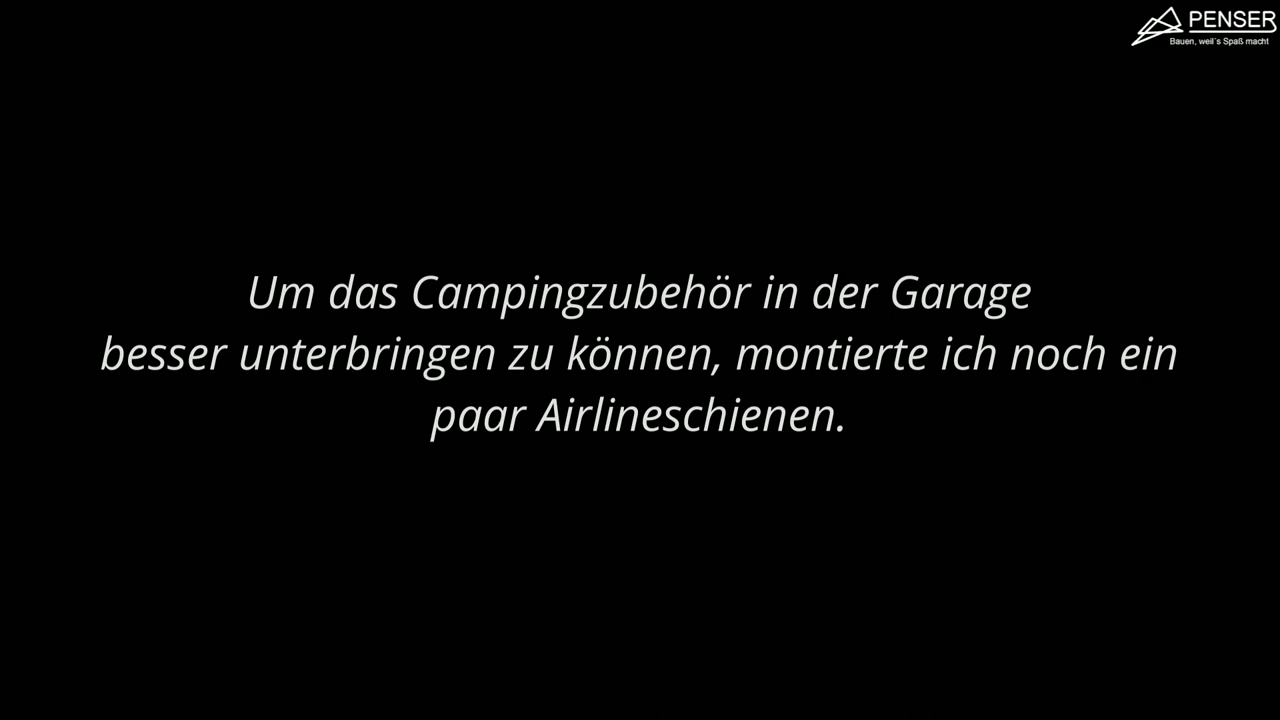 PENSER
Bauen, weil´s Spaß macht
Um das Campingzubehör in der Garage
besser unterbringen zu können, montierte ich noch ein
paar Airlineschienen.